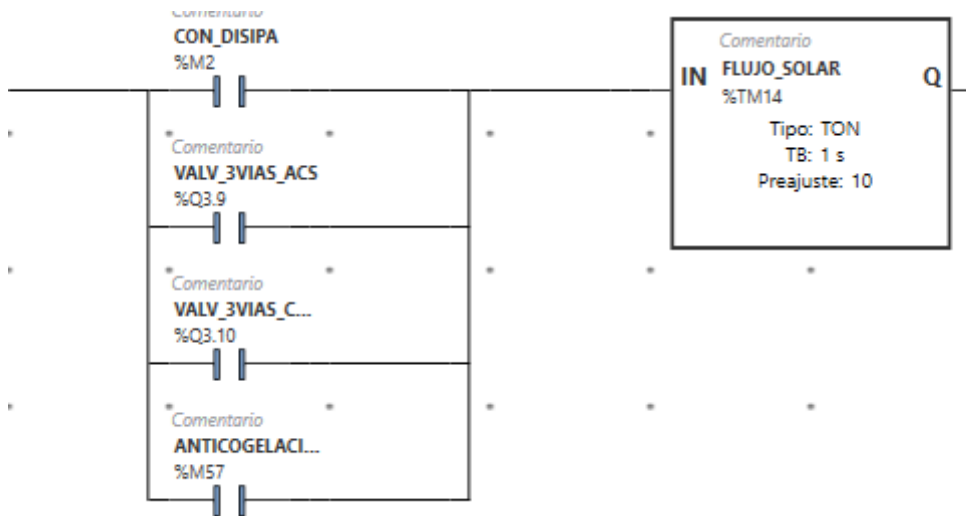 Comentario
CON_DISIPA
%M2
Comentario
VALV_3VIAS_ACS
%Q3.9
Comentario
VALV_3VIAS_C...
%Q3.10
Comentario
ANTICOGELACI...
%M57
Comentario
IN FLUJO_SOLAR Q
%TM14
Tipo: TON
TB: 1 s
Preajuste: 10